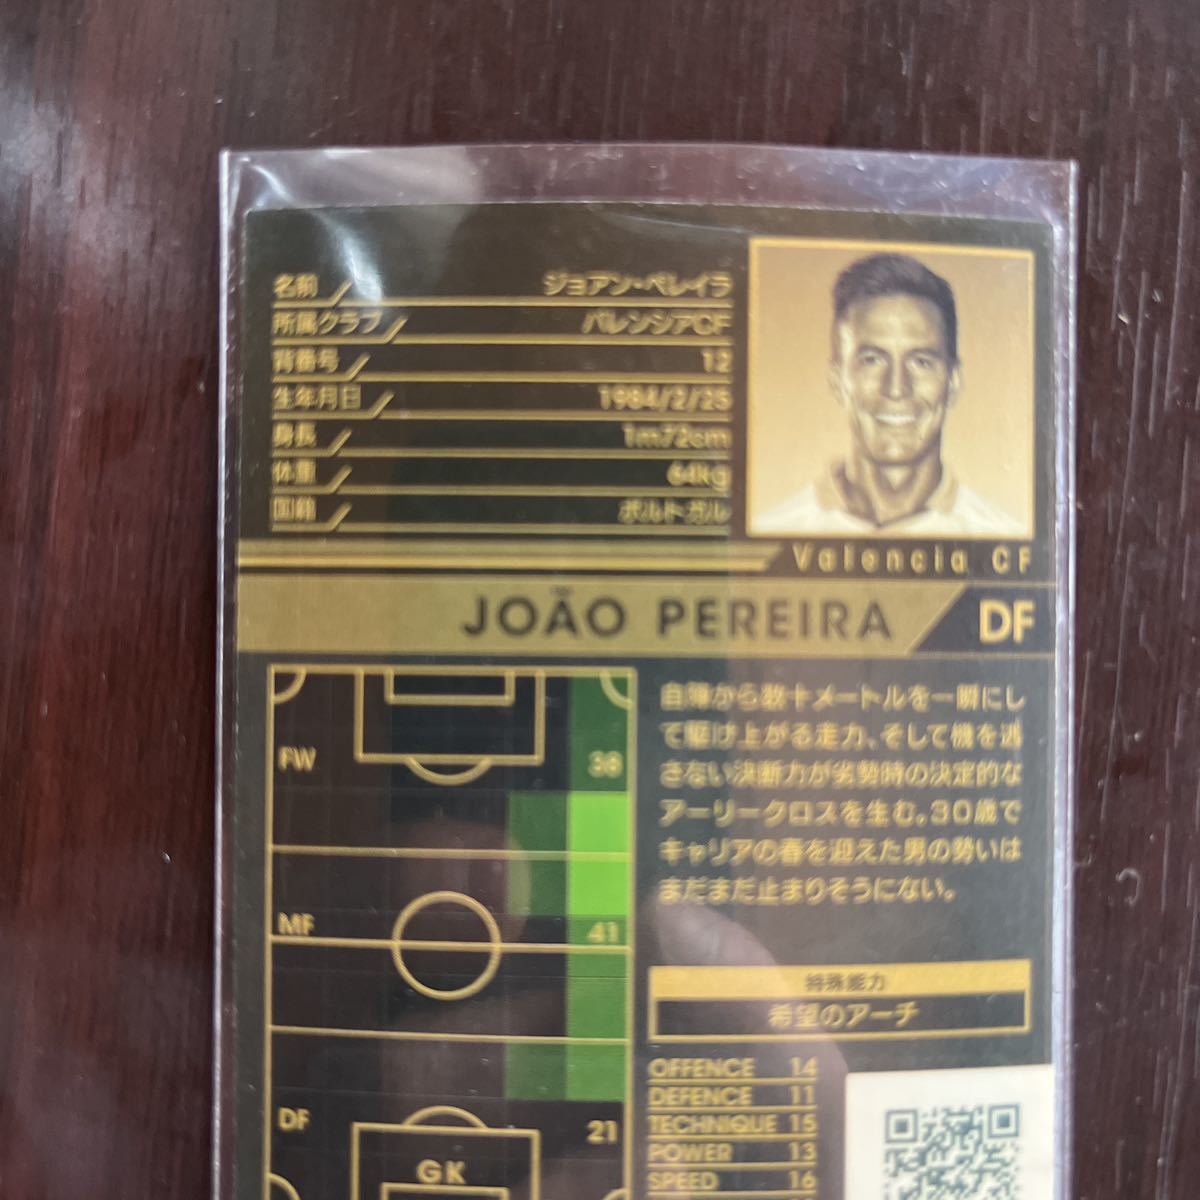 名前 ジョアン・ペレイラ
所属クラブ バレンシアCF
背番号 12
生年月日 1984/2/25
身長 1m72cm
体重 64kg
国籍 ポルトガル
Valencia CF
JOÃO PEREIRA DF
FW 38
MF 41
DF 21
GK
自陣から数十メートルを一瞬にし
て駆け上がる走力、そして機を逃
さない決断力が劣勢時の決定的な
アーリークロスを生む。30歳で
キャリアの春を迎えた男の勢いは
まだまだ止まりそうにない。
特殊能力
希望のアーチ
OFFENCE 14
DEFENCE 11
TECHNIQUE 15
POWER 13
SPEED 16